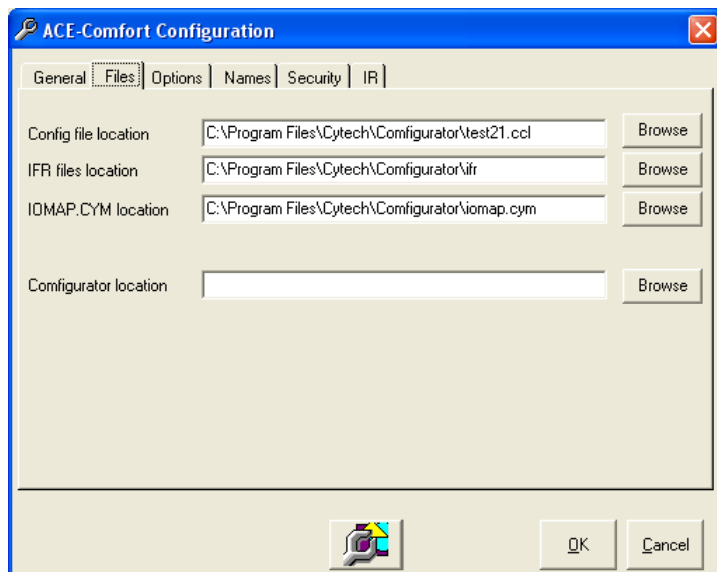 ACE-Comfort Configuration
General Files Options Names Security IR
Config file location C:\Program Files\Cytech\Comfigurator\test21.ccl Browse
IFR files location C:\Program Files\Cytech\Comfigurator\ifr Browse
IOMAP.CYM location C:\Program Files\Cytech\Comfigurator\iomap.cym Browse
Comfigurator location Browse
OK Cancel